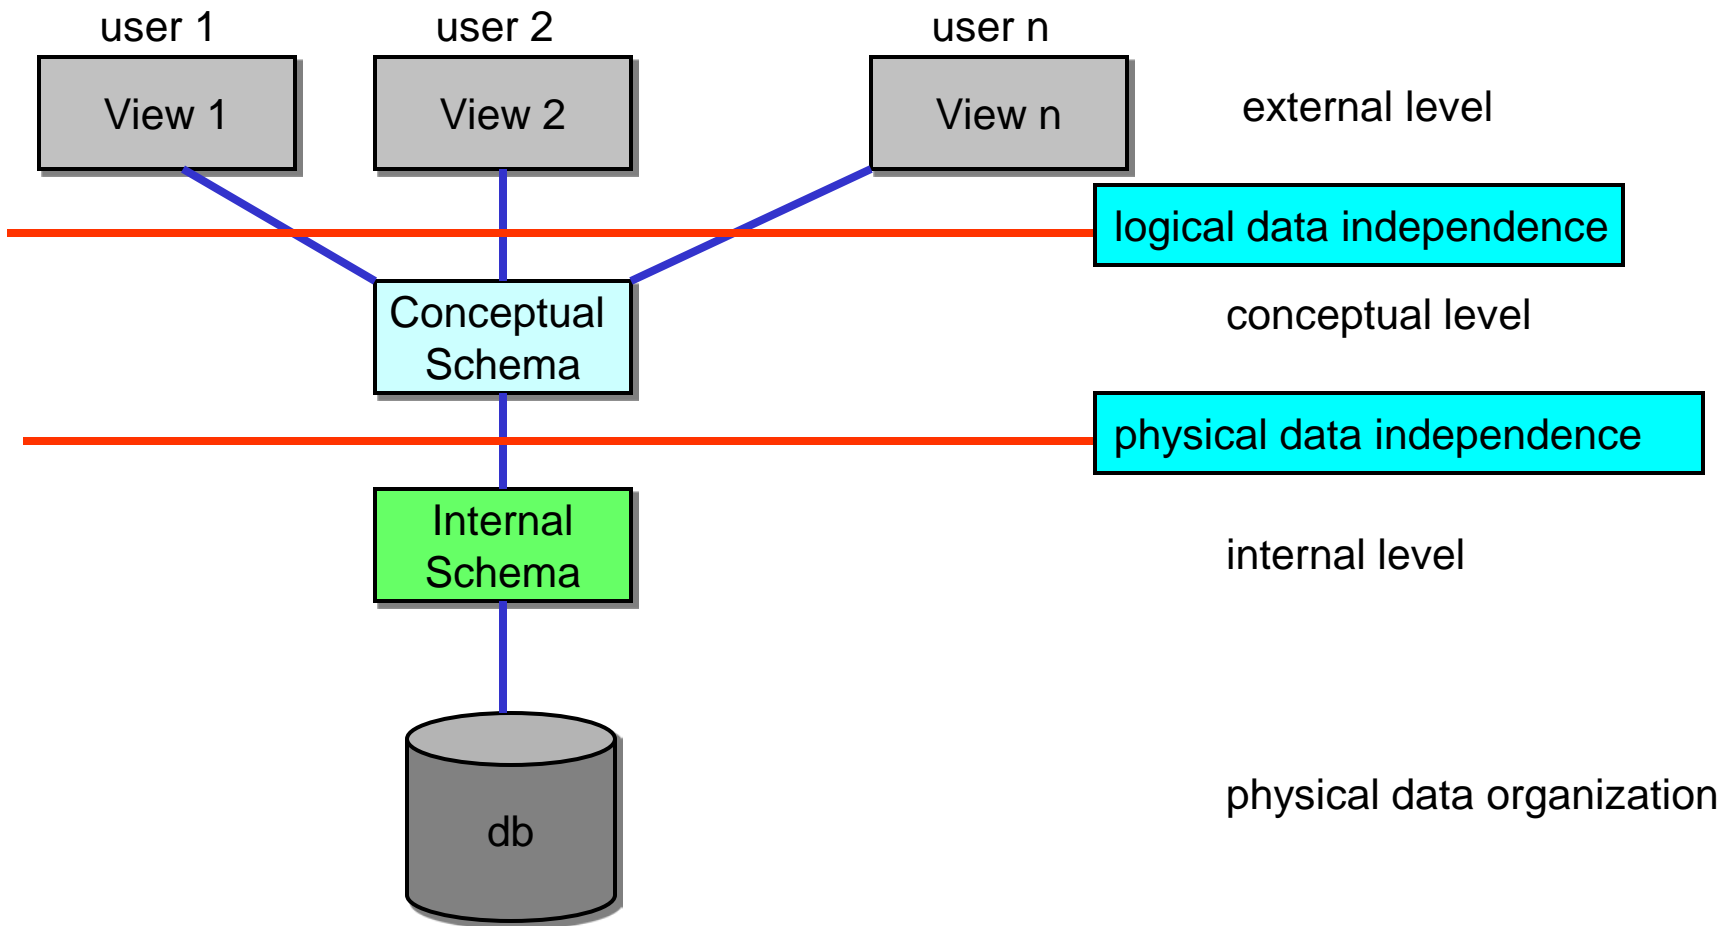 user 1
user 2
user n
View 1
View 2
View n
external level
logical data independence
Conceptual
Schema
conceptual level
physical data independence
Internal
Schema
internal level
db
physical data organization